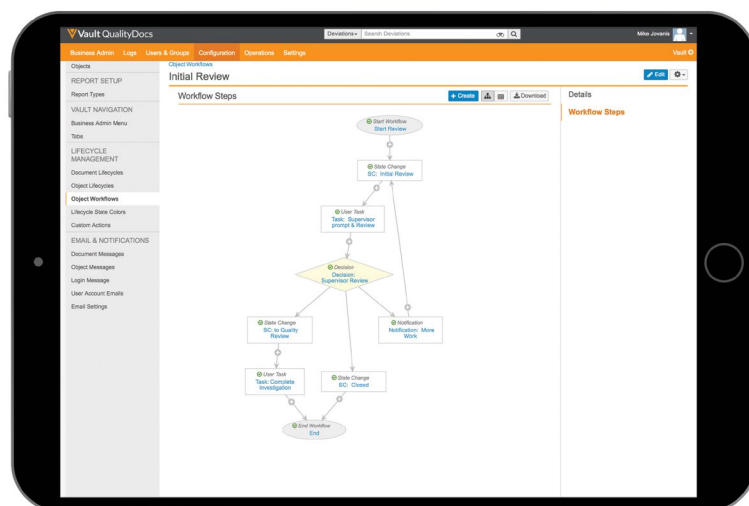 Vault QualityDocs
Deviations
Search Deviations
Mike Jovanis
Business Admin
Logs
Users & Groups
Configuration
Operations
Settings
Vault
Objects
REPORT SETUP
Report Types
VAULT NAVIGATION
Business Admin Menu
Tabs
LIFECYCLE
MANAGEMENT
Document Lifecycles
Object Lifecycles
Object Workflows
Lifecycle State Colors
Custom Actions
EMAIL & NOTIFICATIONS
Document Messages
Object Messages
Login Message
User Account Emails
Email Settings
Object Workflows
Initial Review
Edit
Workflow Steps
+ Create
Download
Details
Workflow Steps
Start Workflow
Start Review
State Change
SC: Initial Review
User Task
Task: Supervisor
prompt & Review
Decision
Decision:
Supervisor Review
State Change
SC: to Quality
Review
Notification
Notification: More
Work
User Task
Task: Complete
Investigation
State Change
SC: Closed
End Workflow
End